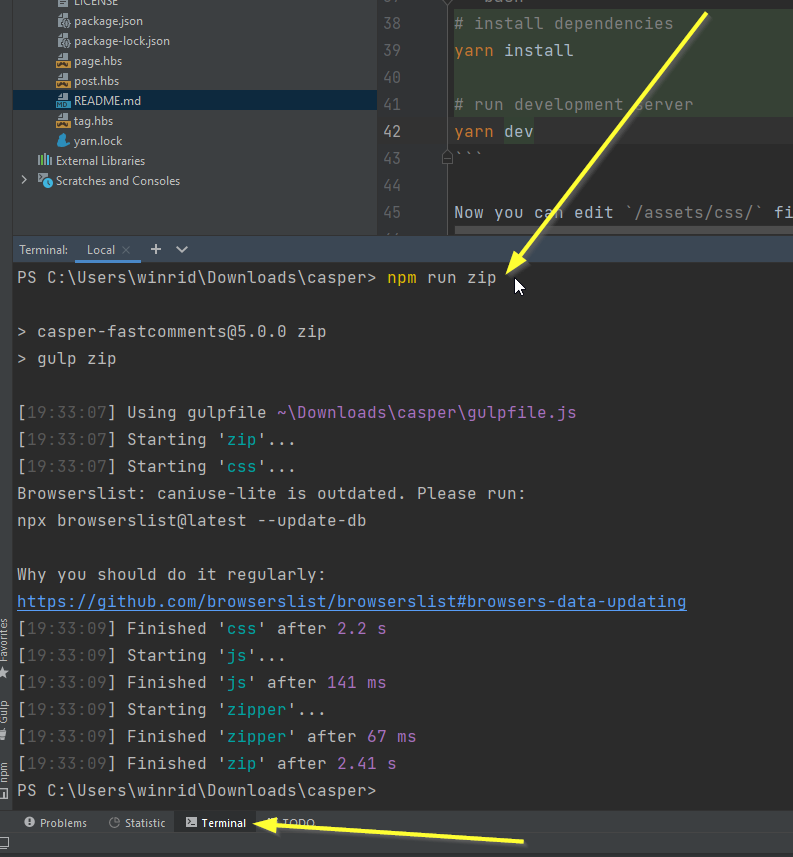 LICENSE
package.json
package-lock.json
page.hbs
post.hbs
README.md
tag.hbs
yarn.lock
External Libraries
Scratches and Consoles
38 # install dependencies
39 yarn install
40
41 # run development server
42 yarn dev
43 ```
44
45 Now you can edit `/assets/css/` fi
Terminal: Local × + 
PS C:\Users\winrid\Downloads\casper> npm run zip
> casper-fastcomments@5.0.0 zip
> gulp zip
[19:33:07] Using gulpfile ~\Downloads\casper\gulpfile.js
[19:33:07] Starting 'zip'...
[19:33:07] Starting 'css'...
Browserslist: caniuse-lite is outdated. Please run:
npx browserslist@latest --update-db
Why you should do it regularly:
https://github.com/browserslist/browserslist#browsers-data-updating
[19:33:09] Finished 'css' after 2.2 s
[19:33:09] Starting 'js'...
[19:33:09] Finished 'js' after 141 ms
[19:33:09] Starting 'zipper'...
[19:33:09] Finished 'zipper' after 67 ms
[19:33:09] Finished 'zip' after 2.41 s
PS C:\Users\winrid\Downloads\casper>
Favorites
Gulp
npm
Problems Statistic Terminal TODO